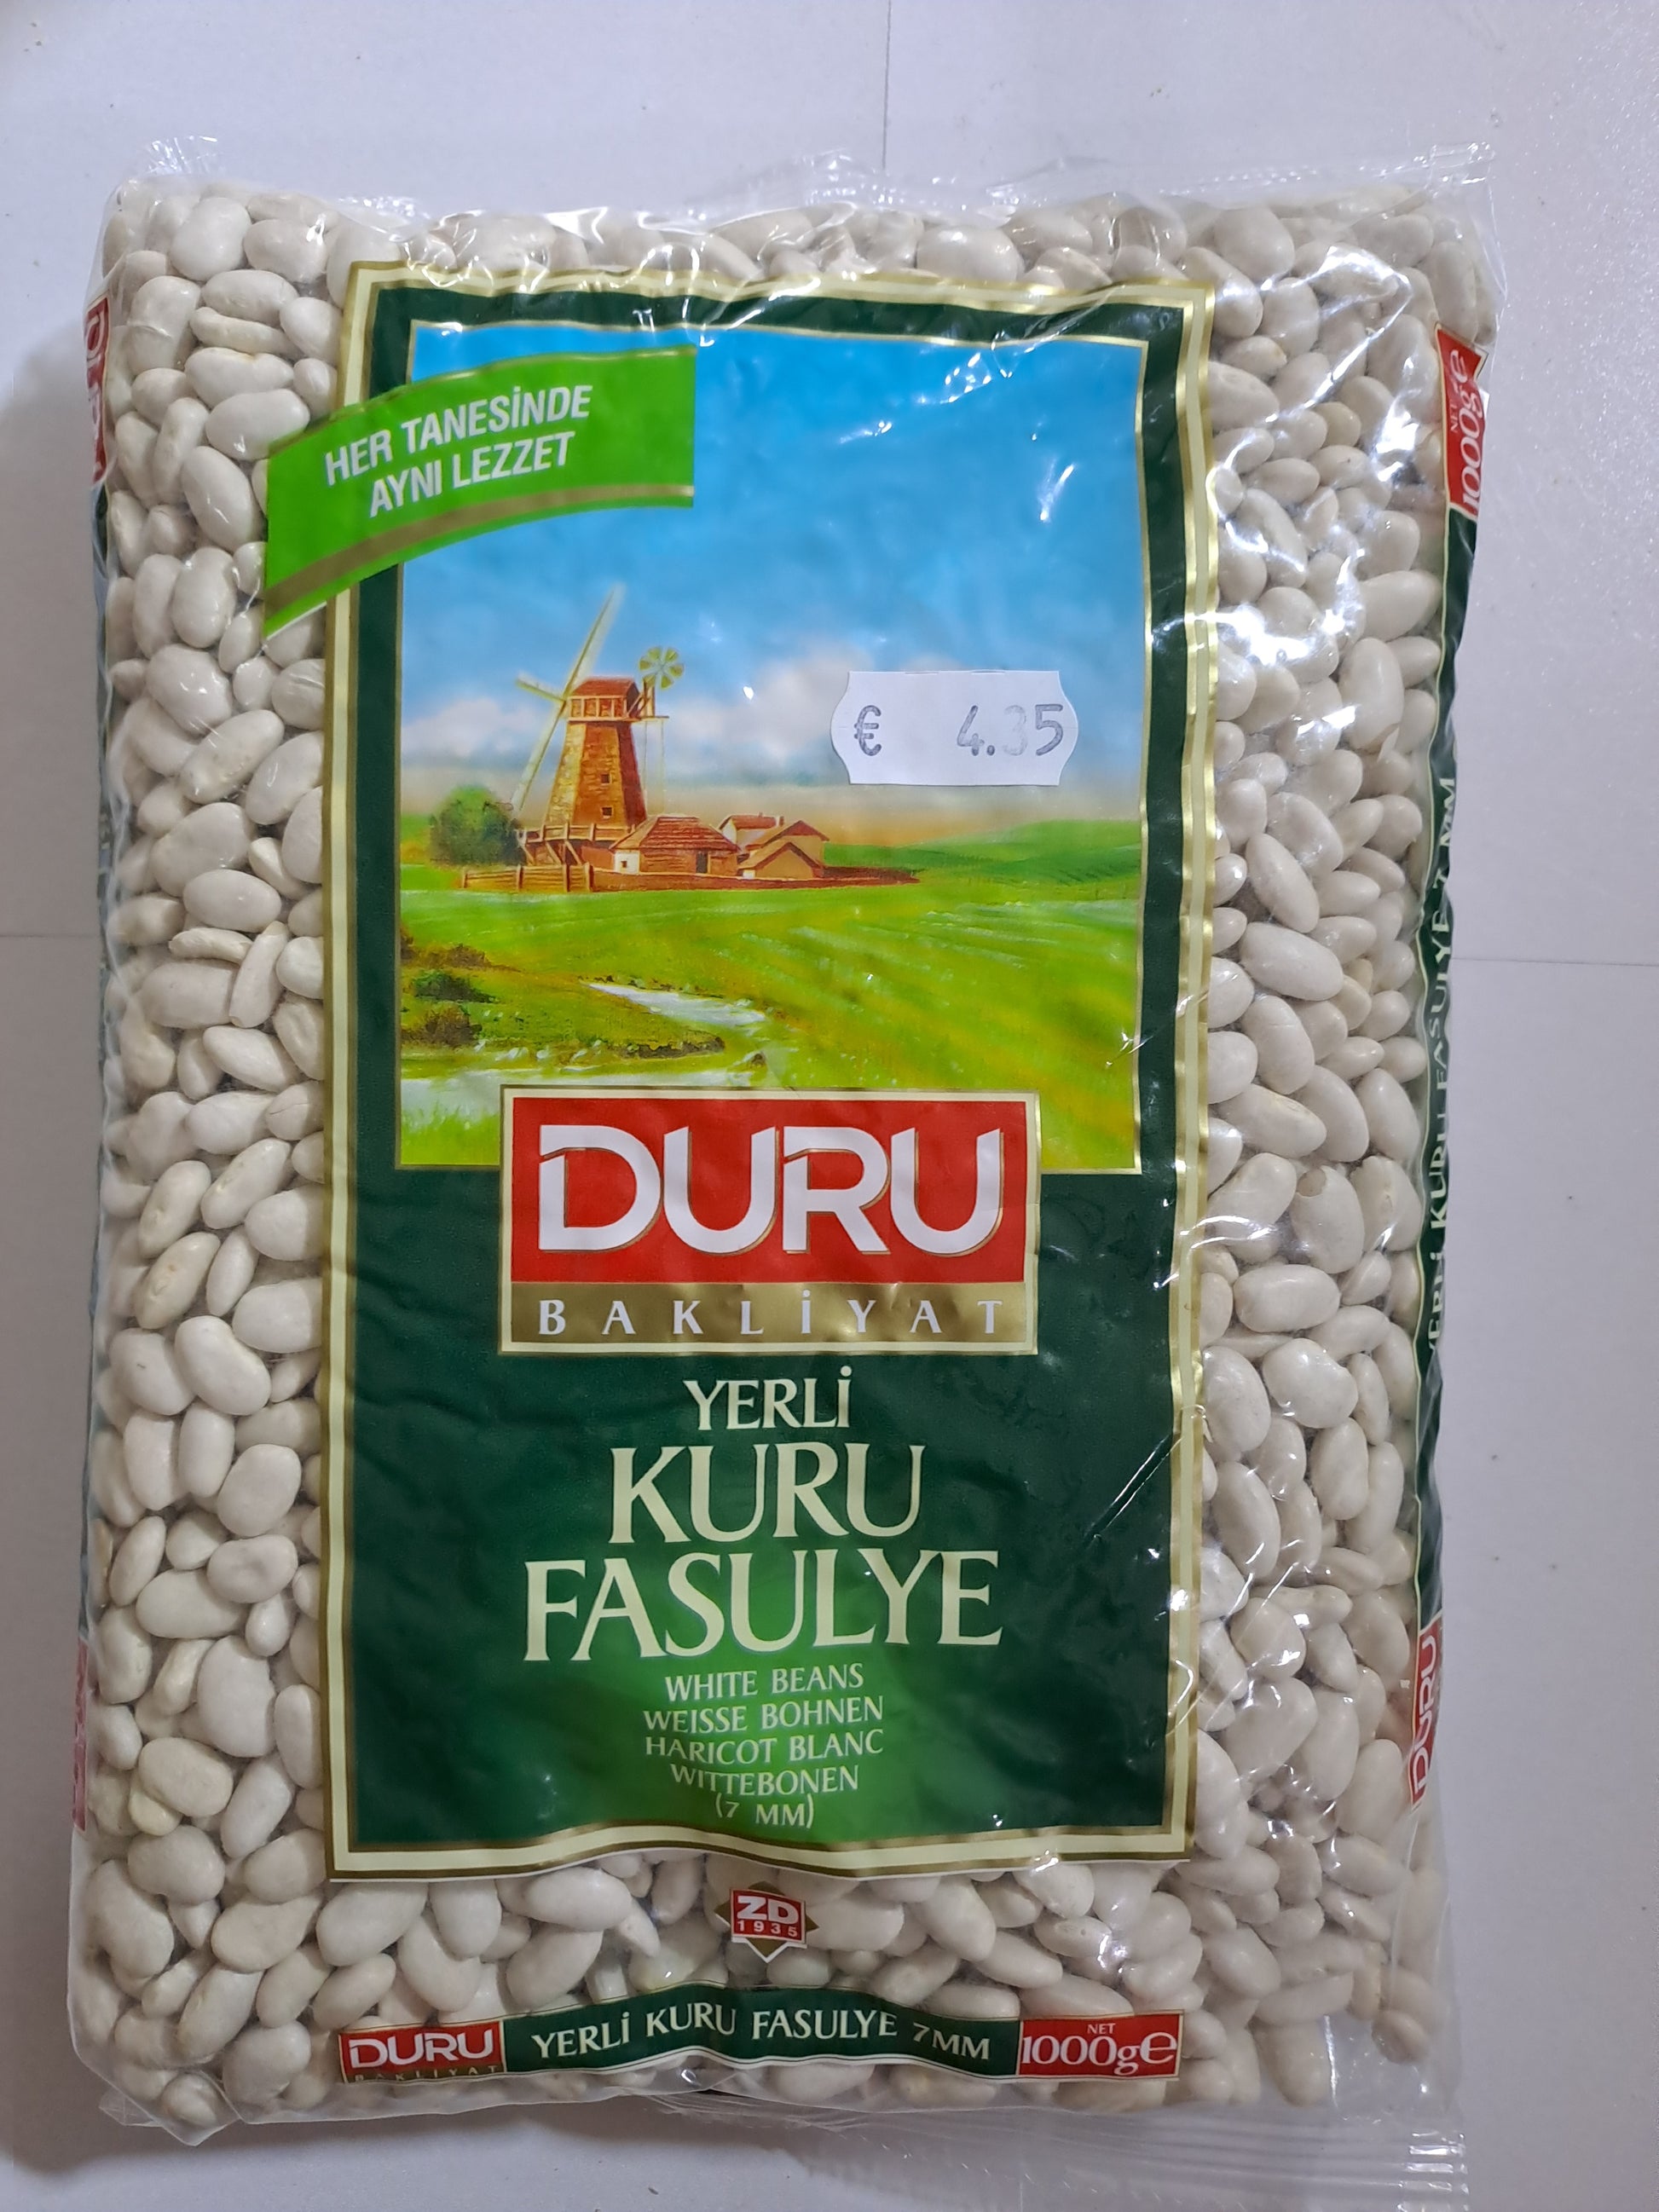 HER TANESİNDE
AYNI LEZZET
€ 4.35
DURU
BAKLİYAT
YERLİ
KURU
FASULYE
WHITE BEANS
WEISSE BOHNEN
HARICOT BLANC
WITTEBONEN
(7 MM)
ZD
1935
DURU
BAKLİYAT
YERLİ KURU FASULYE 7MM
NET
1000g℮
NET
1000g℮
YERLİ KURU FASULYE 7 MM
DURU